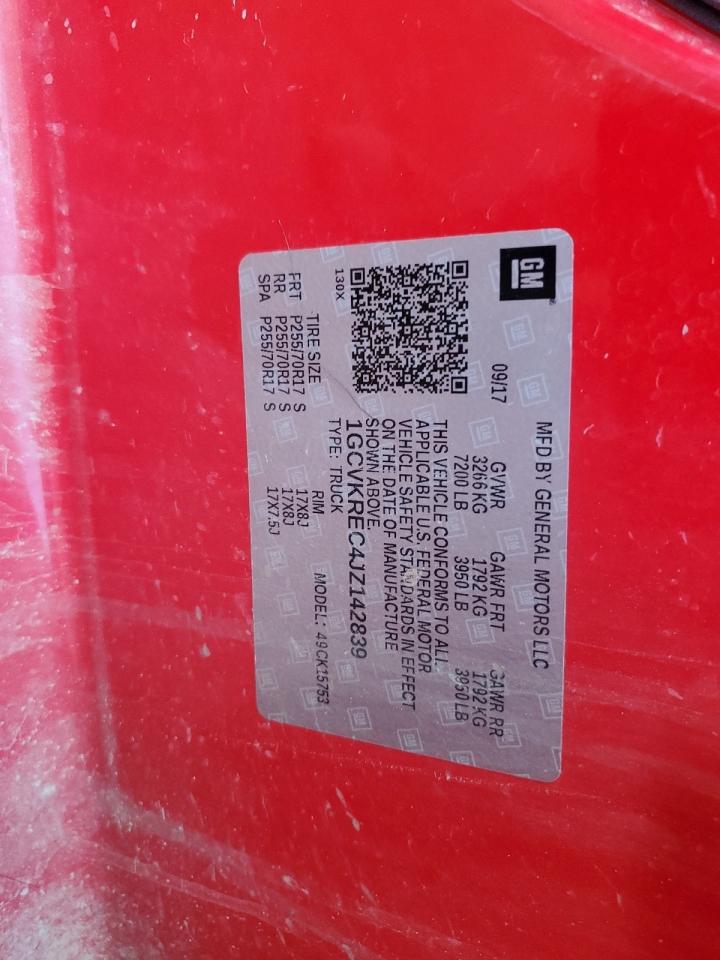 GM
MFD BY GENERAL MOTORS LLC
09/17
GVWR GAWR FRT GAWR RR
3266 KG 1792 KG 1792 KG
7200 LB 3950 LB 3950 LB
THIS VEHICLE CONFORMS TO ALL
APPLICABLE U.S. FEDERAL MOTOR
VEHICLE SAFETY STANDARDS IN EFFECT
ON THE DATE OF MANUFACTURE
SHOWN ABOVE.
1GCVKREC4JZ142839
130X
TYPE: TRUCK MODEL: 49CK15753
TIRE SIZE RIM
FRT P255/70R17 S 17X8J
RR P255/70R17 S 17X8J
SPA P255/70R17 S 17X7.5J